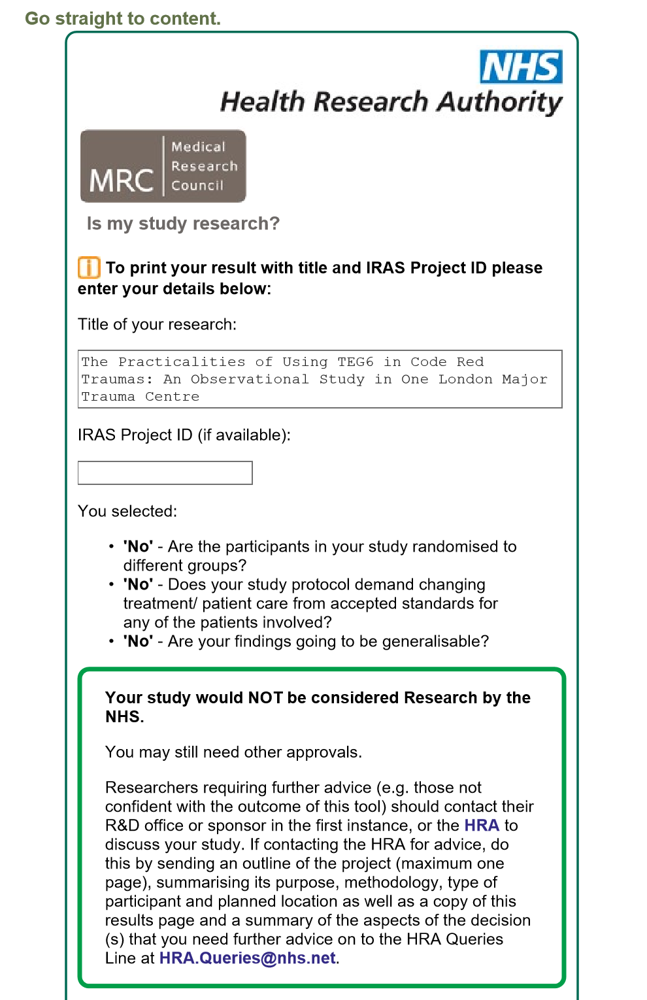 Go straight to content.
NHS
Health Research Authority
MRC
Medical
Research
Council
Is my study research?
i To print your result with title and IRAS Project ID please
enter your details below:
Title of your research:
The Practicalities of Using TEG6 in Code Red
Traumas: An Observational Study in One London Major
Trauma Centre
IRAS Project ID (if available):
You selected:
• 'No' - Are the participants in your study randomised to
different groups?
• 'No' - Does your study protocol demand changing
treatment/ patient care from accepted standards for
any of the patients involved?
• 'No' - Are your findings going to be generalisable?
Your study would NOT be considered Research by the
NHS.
You may still need other approvals.
Researchers requiring further advice (e.g. those not
confident with the outcome of this tool) should contact their
R&D office or sponsor in the first instance, or the HRA to
discuss your study. If contacting the HRA for advice, do
this by sending an outline of the project (maximum one
page), summarising its purpose, methodology, type of
participant and planned location as well as a copy of this
results page and a summary of the aspects of the decision
(s) that you need further advice on to the HRA Queries
Line at HRA.Queries@nhs.net.